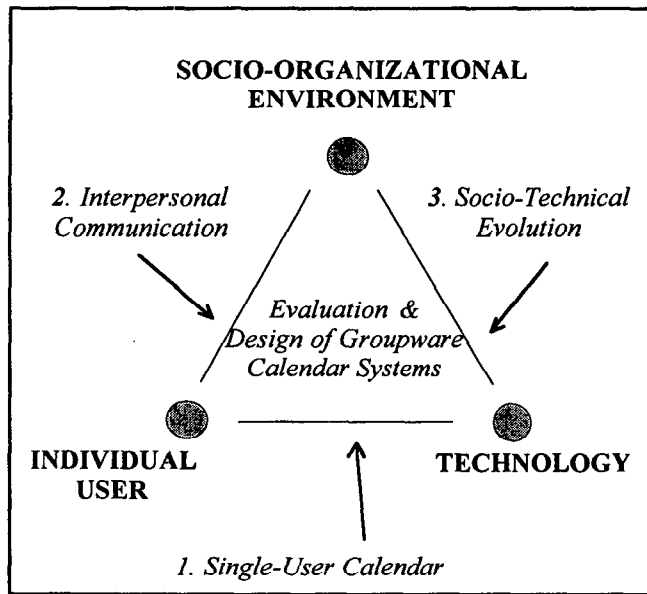 SOCIO-ORGANIZATIONAL
ENVIRONMENT
2. Interpersonal
Communication
3. Socio-Technical
Evolution
Evaluation &
Design of Groupware
Calendar Systems
INDIVIDUAL
USER
TECHNOLOGY
1. Single-User Calendar